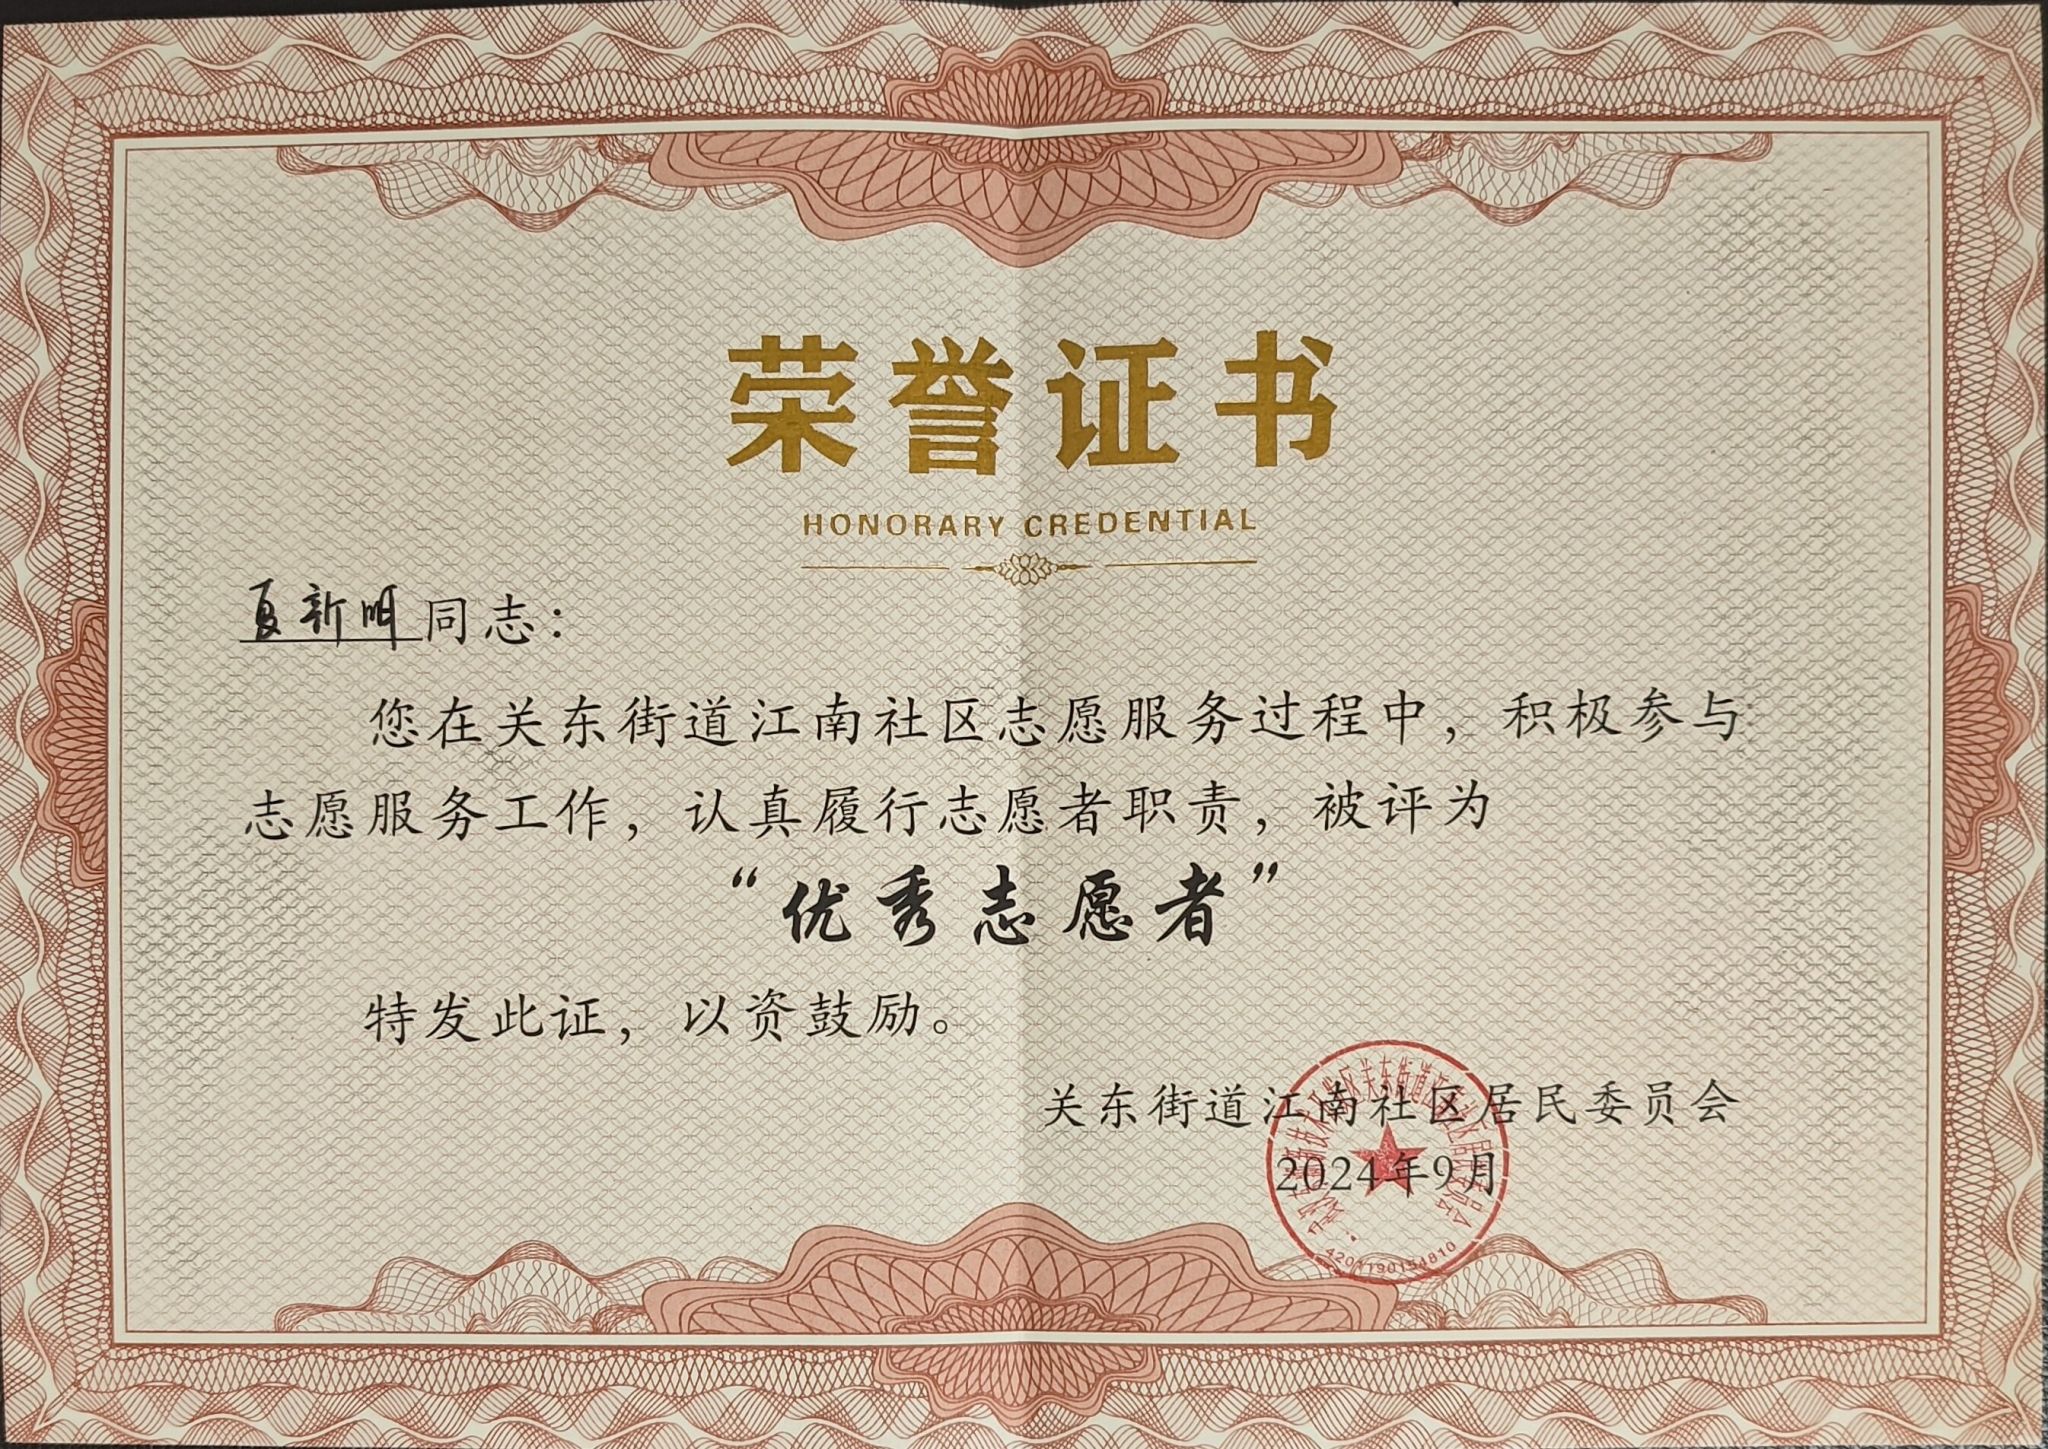 荣誉证书
HONORARY CREDENTIAL
夏新明同志：
您在关东街道江南社区志愿服务过程中，积极参与
志愿服务工作，认真履行志愿者职责，被评为
“优秀志愿者”
特发此证，以资鼓励。
关东街道江南社区居民委员会
2024年9月
4201190154810